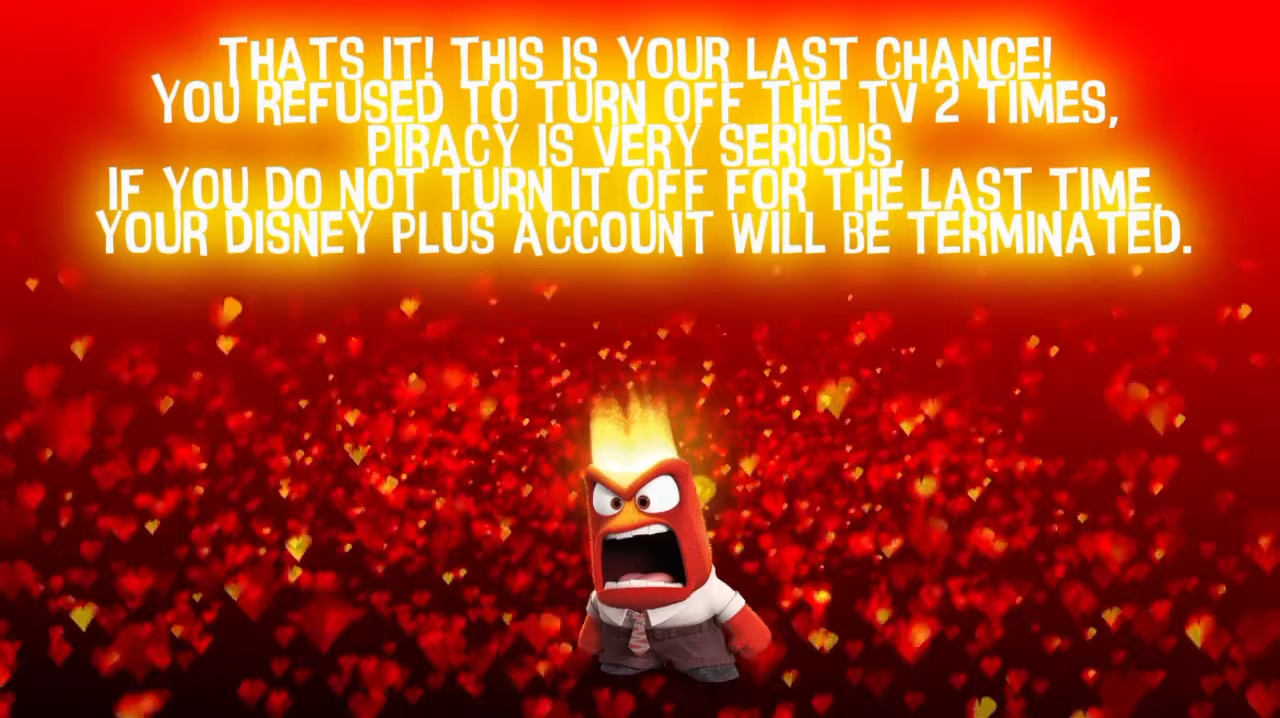 THATS IT! THIS IS YOUR LAST CHANCE!
YOU REFUSED TO TURN OFF THE TV 2 TIMES,
PIRACY IS VERY SERIOUS,
IF YOU DO NOT TURN IT OFF FOR THE LAST TIME,
YOUR DISNEY PLUS ACCOUNT WILL BE TERMINATED.